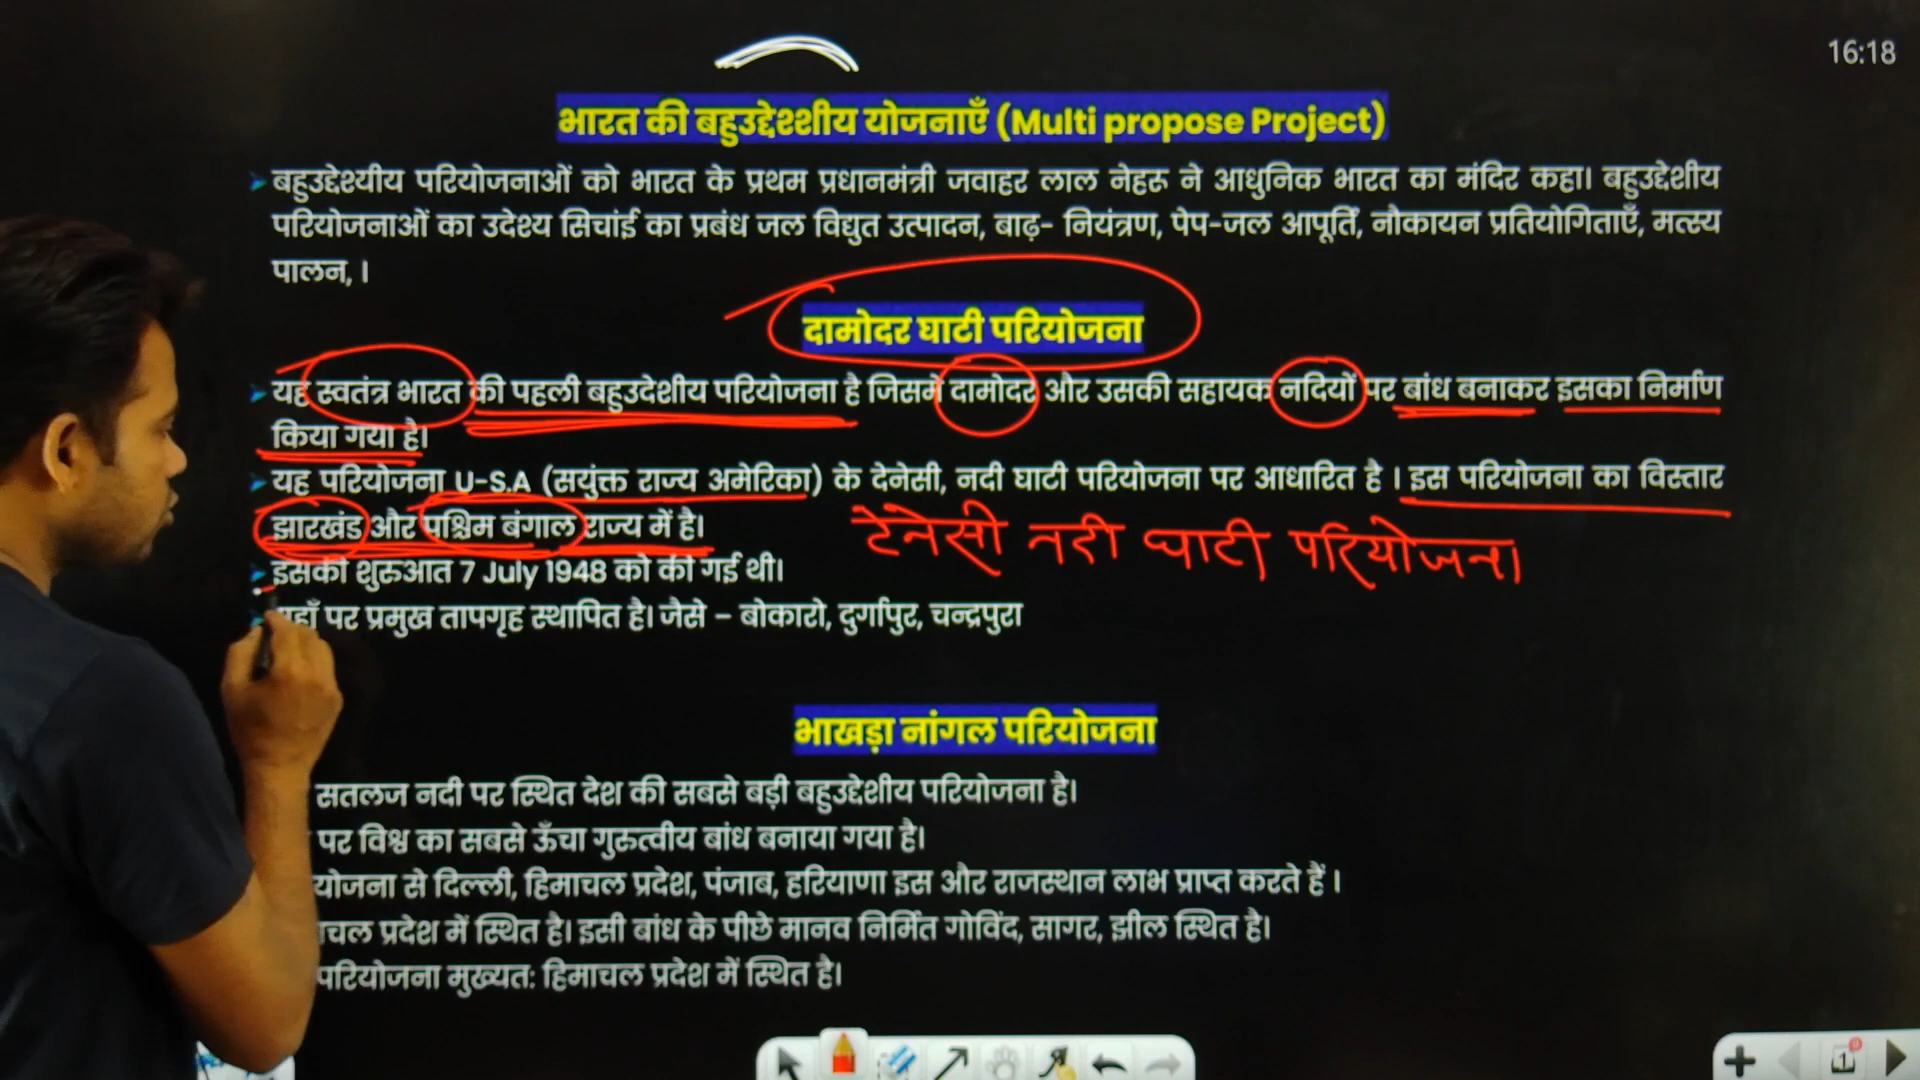 16:18
भारत की बहुउद्देश्शीय योजनाएँ (Multi propose Project)
बहुउद्देश्यीय परियोजनाओं को भारत के प्रथम प्रधानमंत्री जवाहर लाल नेहरू ने आधुनिक भारत का मंदिर कहा। बहुउद्देशीय
परियोजनाओं का उदेश्य सिचांई का प्रबंध जल विद्युत उत्पादन, बाढ़- नियंत्रण, पेप-जल आपूर्ति, नोकायन प्रतियोगिताएँ, मत्स्य
पालन, ।
दामोदर घाटी परियोजना
यह स्वतंत्र भारत की पहली बहुउदेशीय परियोजना है जिसमें दामोदर और उसकी सहायक नदियों पर बांध बनाकर इसका निर्माण
किया गया है।
यह परियोजना U-S.A (सयुंक्त राज्य अमेरिका) के देनेसी, नदी घाटी परियोजना पर आधारित है । इस परियोजना का विस्तार
झारखंड और पश्चिम बंगाल राज्य में है।
टेनेसी नदी घाटी परियोजना
इसकी शुरुआत 7 July 1948 को की गई थी।
यहाँ पर प्रमुख तापगृह स्थापित है। जैसे – बोकारो, दुर्गापुर, चन्द्रपुरा
भाखड़ा नांगल परियोजना
सतलज नदी पर स्थित देश की सबसे बड़ी बहुउद्देशीय परियोजना है।
पर विश्व का सबसे ऊँचा गुरुत्वीय बांध बनाया गया है।
योजना से दिल्ली, हिमाचल प्रदेश, पंजाब, हरियाणा इस और राजस्थान लाभ प्राप्त करते हैं ।
चल प्रदेश में स्थित है। इसी बांध के पीछे मानव निर्मित गोविंद, सागर, झील स्थित है।
परियोजना मुख्यत: हिमाचल प्रदेश में स्थित है।
1